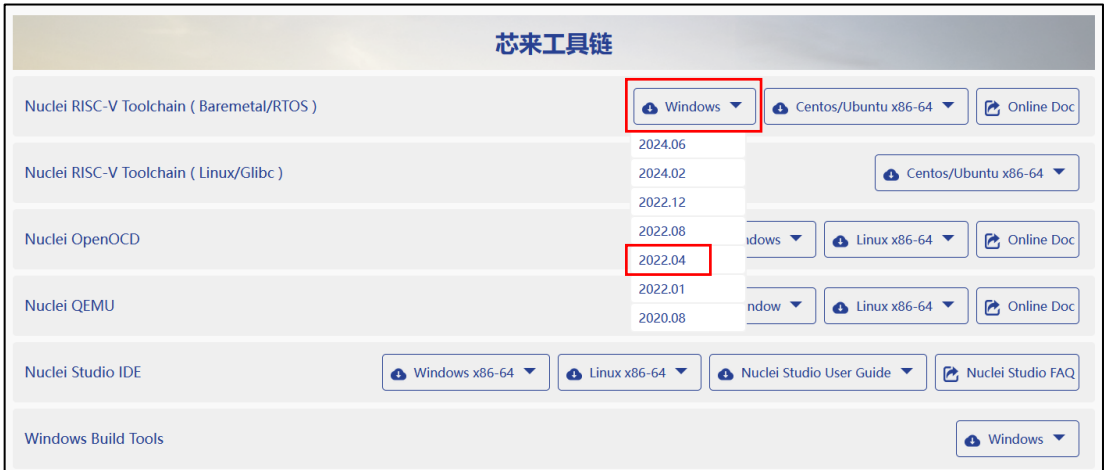 芯来工具链
Nuclei RISC-V Toolchain ( Baremetal/RTOS )
Windows
Centos/Ubuntu x86-64
Online Doc
2024.06
2024.02
2022.12
2022.08
2022.04
2022.01
2020.08
Nuclei RISC-V Toolchain ( Linux/Glibc )
Centos/Ubuntu x86-64
Nuclei OpenOCD
dows
Linux x86-64
Online Doc
Nuclei QEMU
ndow
Linux x86-64
Online Doc
Nuclei Studio IDE
Windows x86-64
Linux x86-64
Nuclei Studio User Guide
Nuclei Studio FAQ
Windows Build Tools
Windows